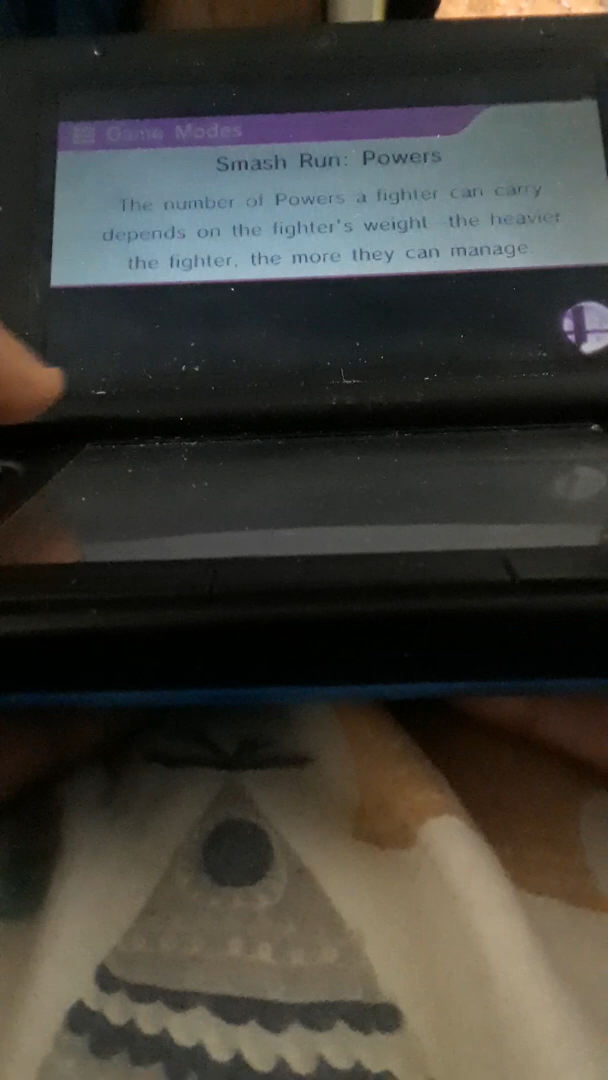 Game Modes
Smash Run: Powers
The number of Powers a fighter can carry
depends on the fighter's weight the heavier
the fighter, the more they can manage.